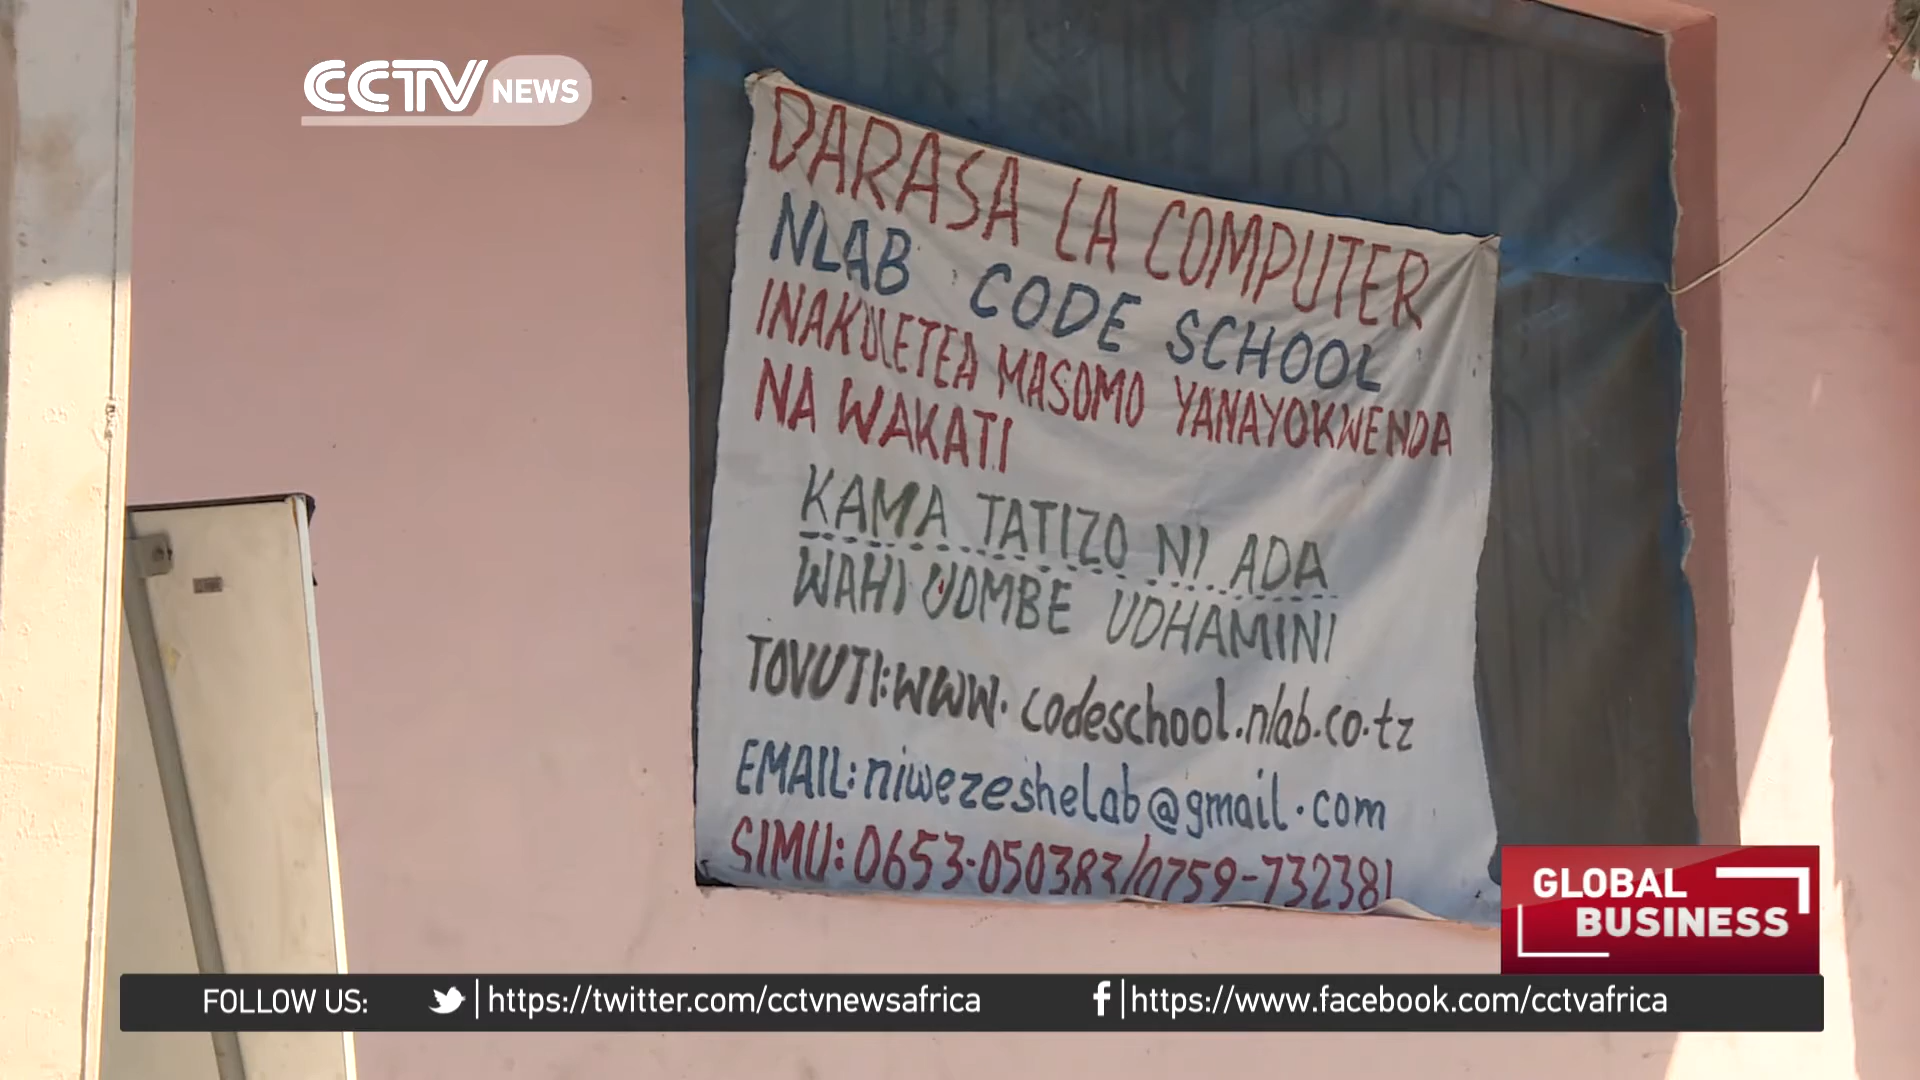 CCTV NEWS
DARASA LA COMPUTER
NLAB CODE SCHOOL
INAKULETEA MASOMO YANAYOKWENDA
NA WAKATI
KAMA TATIZO NI ADA
WAHI UOMBE UDHAMINI
TOVUTI:WWW.codeschool.nlab.co.tz
EMAIL:niwezeshelab@gmail.com
SIMU:0653-050383/0759-732381
GLOBAL
BUSINESS
FOLLOW US: https://twitter.com/cctvnewsafrica https://www.facebook.com/cctvafrica